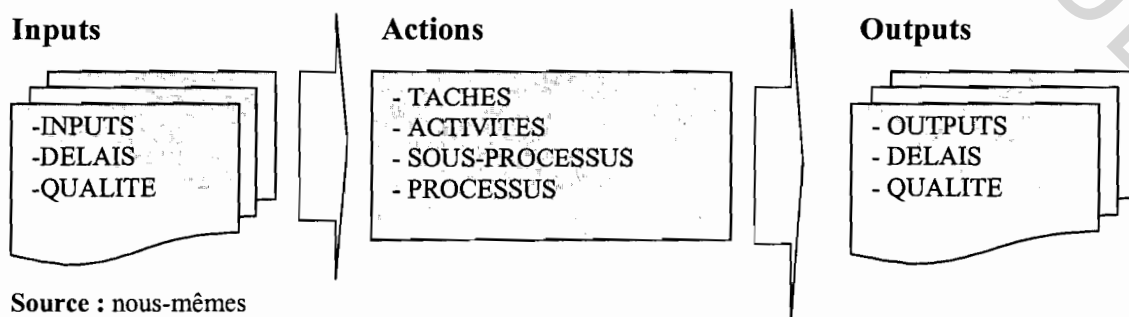 Inputs
Actions
Outputs
-INPUTS
-DELAIS
-QUALITE
- TACHES
- ACTIVITES
- SOUS-PROCESSUS
- PROCESSUS
- OUTPUTS
- DELAIS
- QUALITE
Source : nous-mêmes